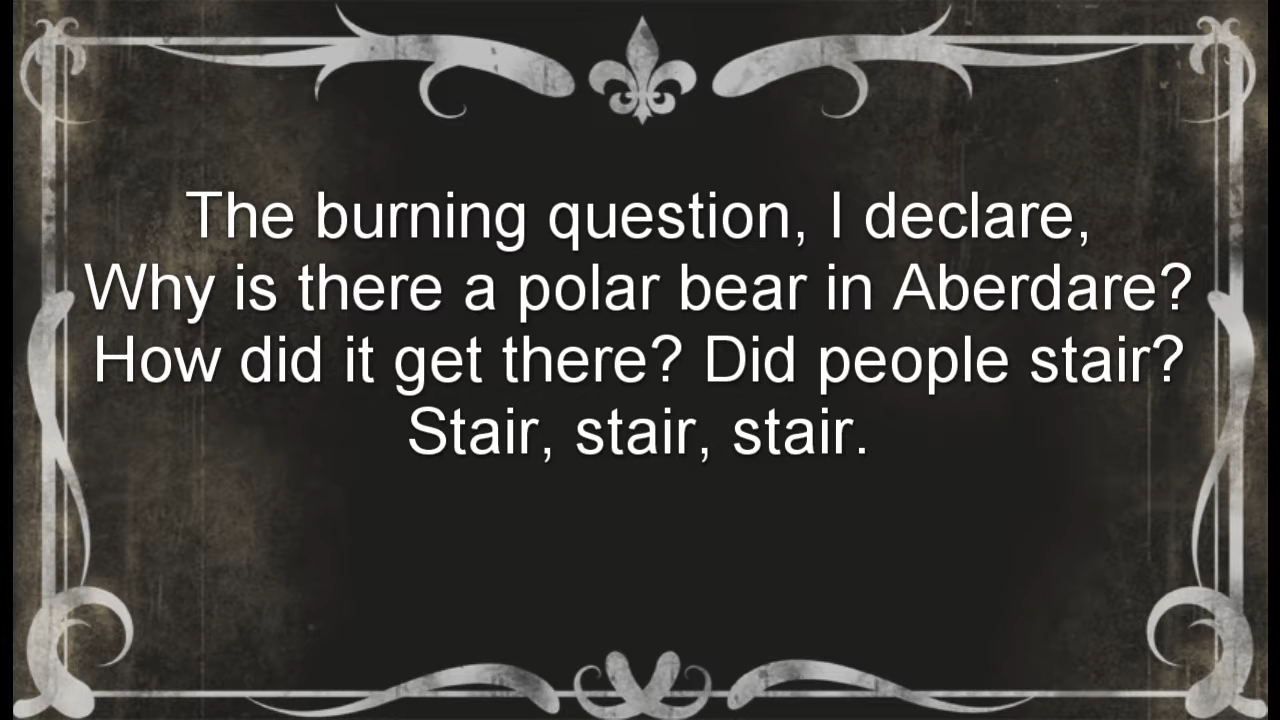 The burning question, I declare,
Why is there a polar bear in Aberdare?
How did it get there? Did people stair?
Stair, stair, stair.